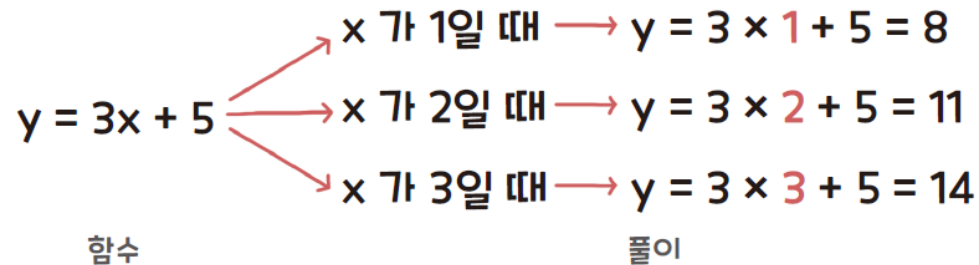 x 가 1일 때 → y = 3 × 1 + 5 = 8
y = 3x + 5 x 가 2일 때 → y = 3 × 2 + 5 = 11
x 가 3일 때 → y = 3 × 3 + 5 = 14
함수 풀이